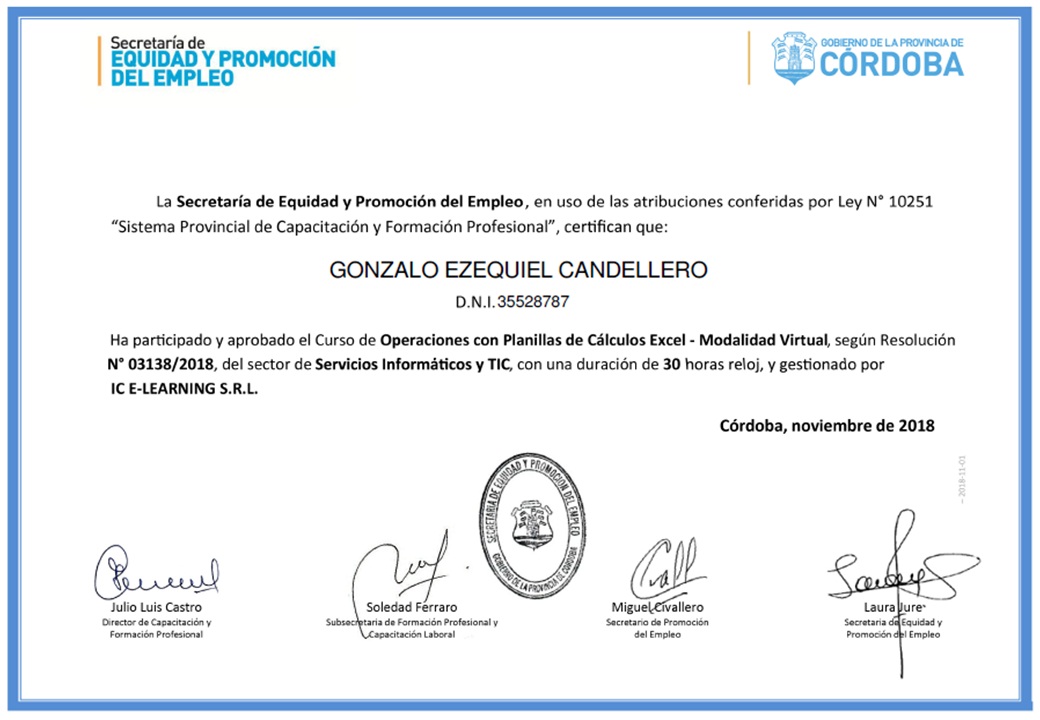 Secretaría de
EQUIDAD Y PROMOCIÓN
DEL EMPLEO
GOBIERNO DE LA PROVINCIA DE
CÓRDOBA
La Secretaría de Equidad y Promoción del Empleo, en uso de las atribuciones conferidas por Ley N° 10251
“Sistema Provincial de Capacitación y Formación Profesional”, certifican que:
GONZALO EZEQUIEL CANDELLERO
D.N.I. 35528787
Ha participado y aprobado el Curso de Operaciones con Planillas de Cálculos Excel - Modalidad Virtual, según Resolución
N° 03138/2018, del sector de Servicios Informáticos y TIC, con una duración de 30 horas reloj, y gestionado por
IC E-LEARNING S.R.L.
Córdoba, noviembre de 2018
– 2018-11-01
SECRETARIA DE EQUIDAD Y PROMOCION DEL EMPLEO
GOBIERNO DE LA PROVINCIA DE CORDOBA
Julio Luis Castro
Director de Capacitación y
Formación Profesional
Soledad Ferraro
Subsecretaria de Formación Profesional y
Capacitación Laboral
Miguel Civallero
Secretario de Promoción
del Empleo
Laura Jure
Secretaria de Equidad y
Promoción del Empleo